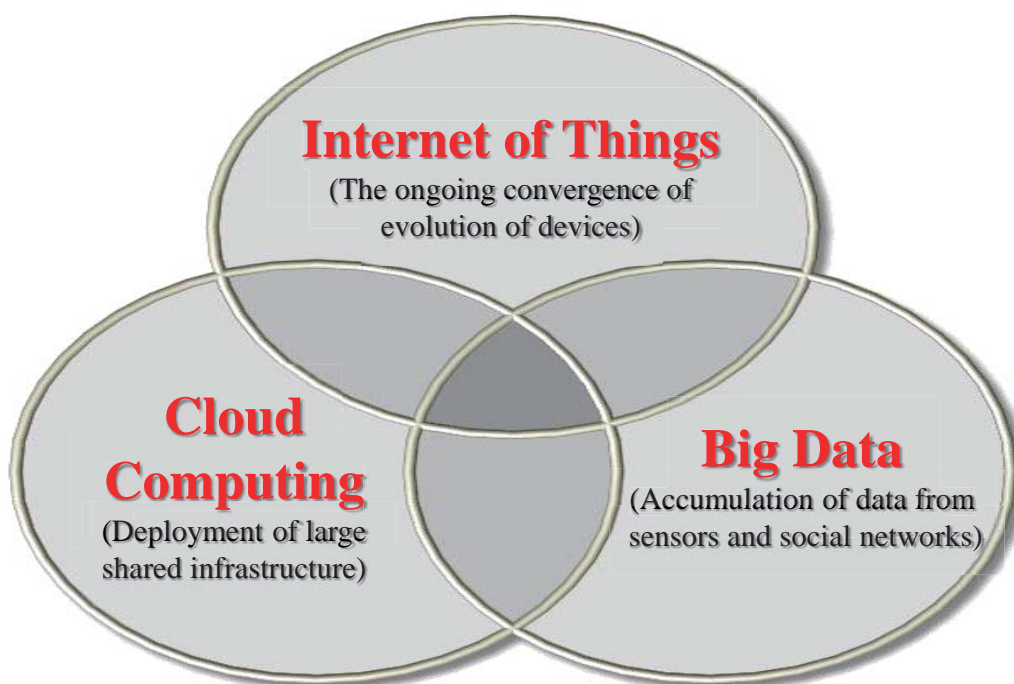 Internet of Things
(The ongoing convergence of
evolution of devices)
Cloud
Computing
(Deployment of large
shared infrastructure)
Big Data
(Accumulation of data from
sensors and social networks)